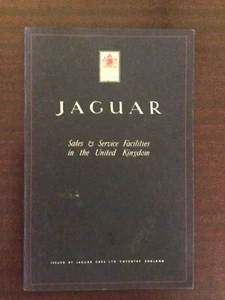 JAGUAR
Sales & Service Facilities
in the United Kingdom
ISSUED BY JAGUAR CARS LTD COVENTRY ENGLAND